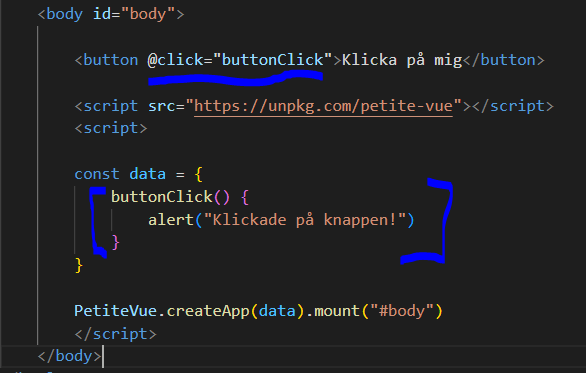 <body id="body">
<button @click="buttonClick">Klicka på mig</button>
<script src="https://unpkg.com/petite-vue"></script>
<script>
const data = {
buttonClick() {
alert("Klickade på knappen!")
}
}
PetiteVue.createApp(data).mount("#body")
</script>
</body>